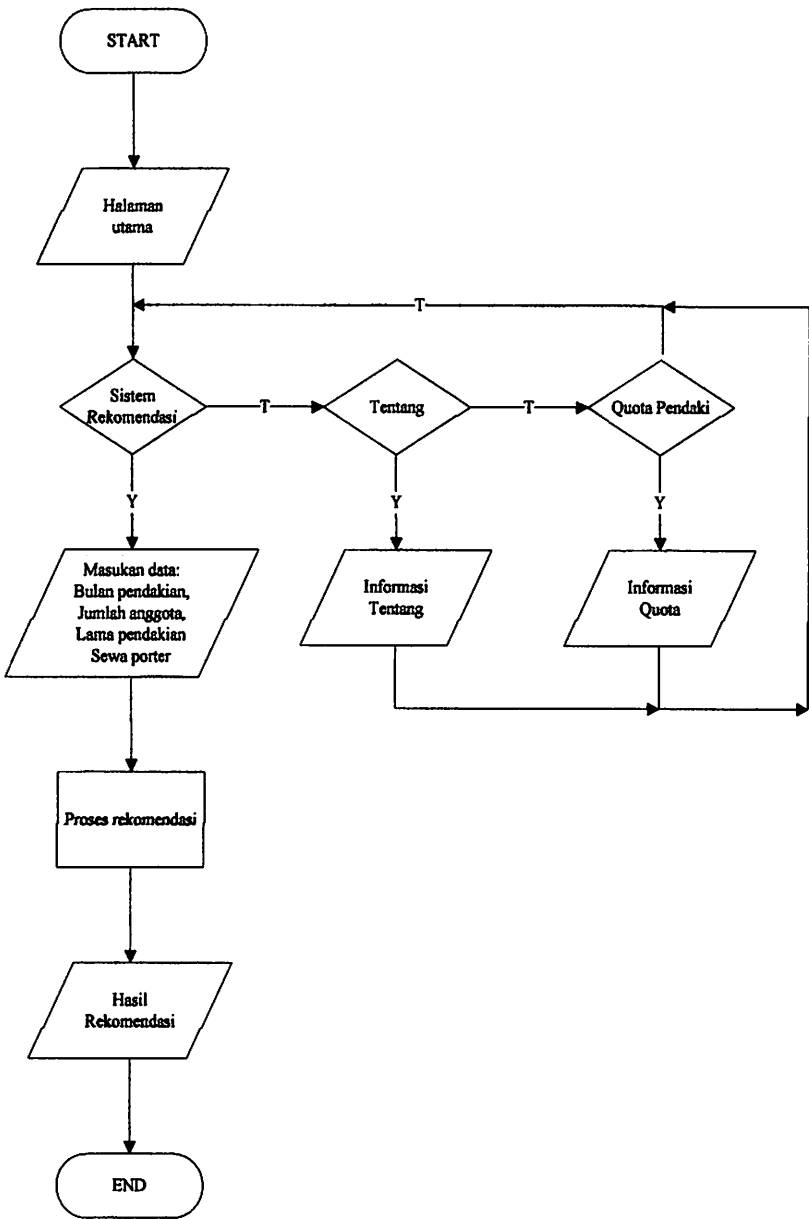 START
Halaman
utama
T
Sistem
Rekomendasi
T
Tentang
T
Quota Pendaki
Y
Y
Y
Masukan data:
Bulan pendakian,
Jumlah anggota,
Lama pendakian
Sewa porter
Informasi
Tentang
Informasi
Quota
Proses rekomendasi
Hasil
Rekomendasi
END